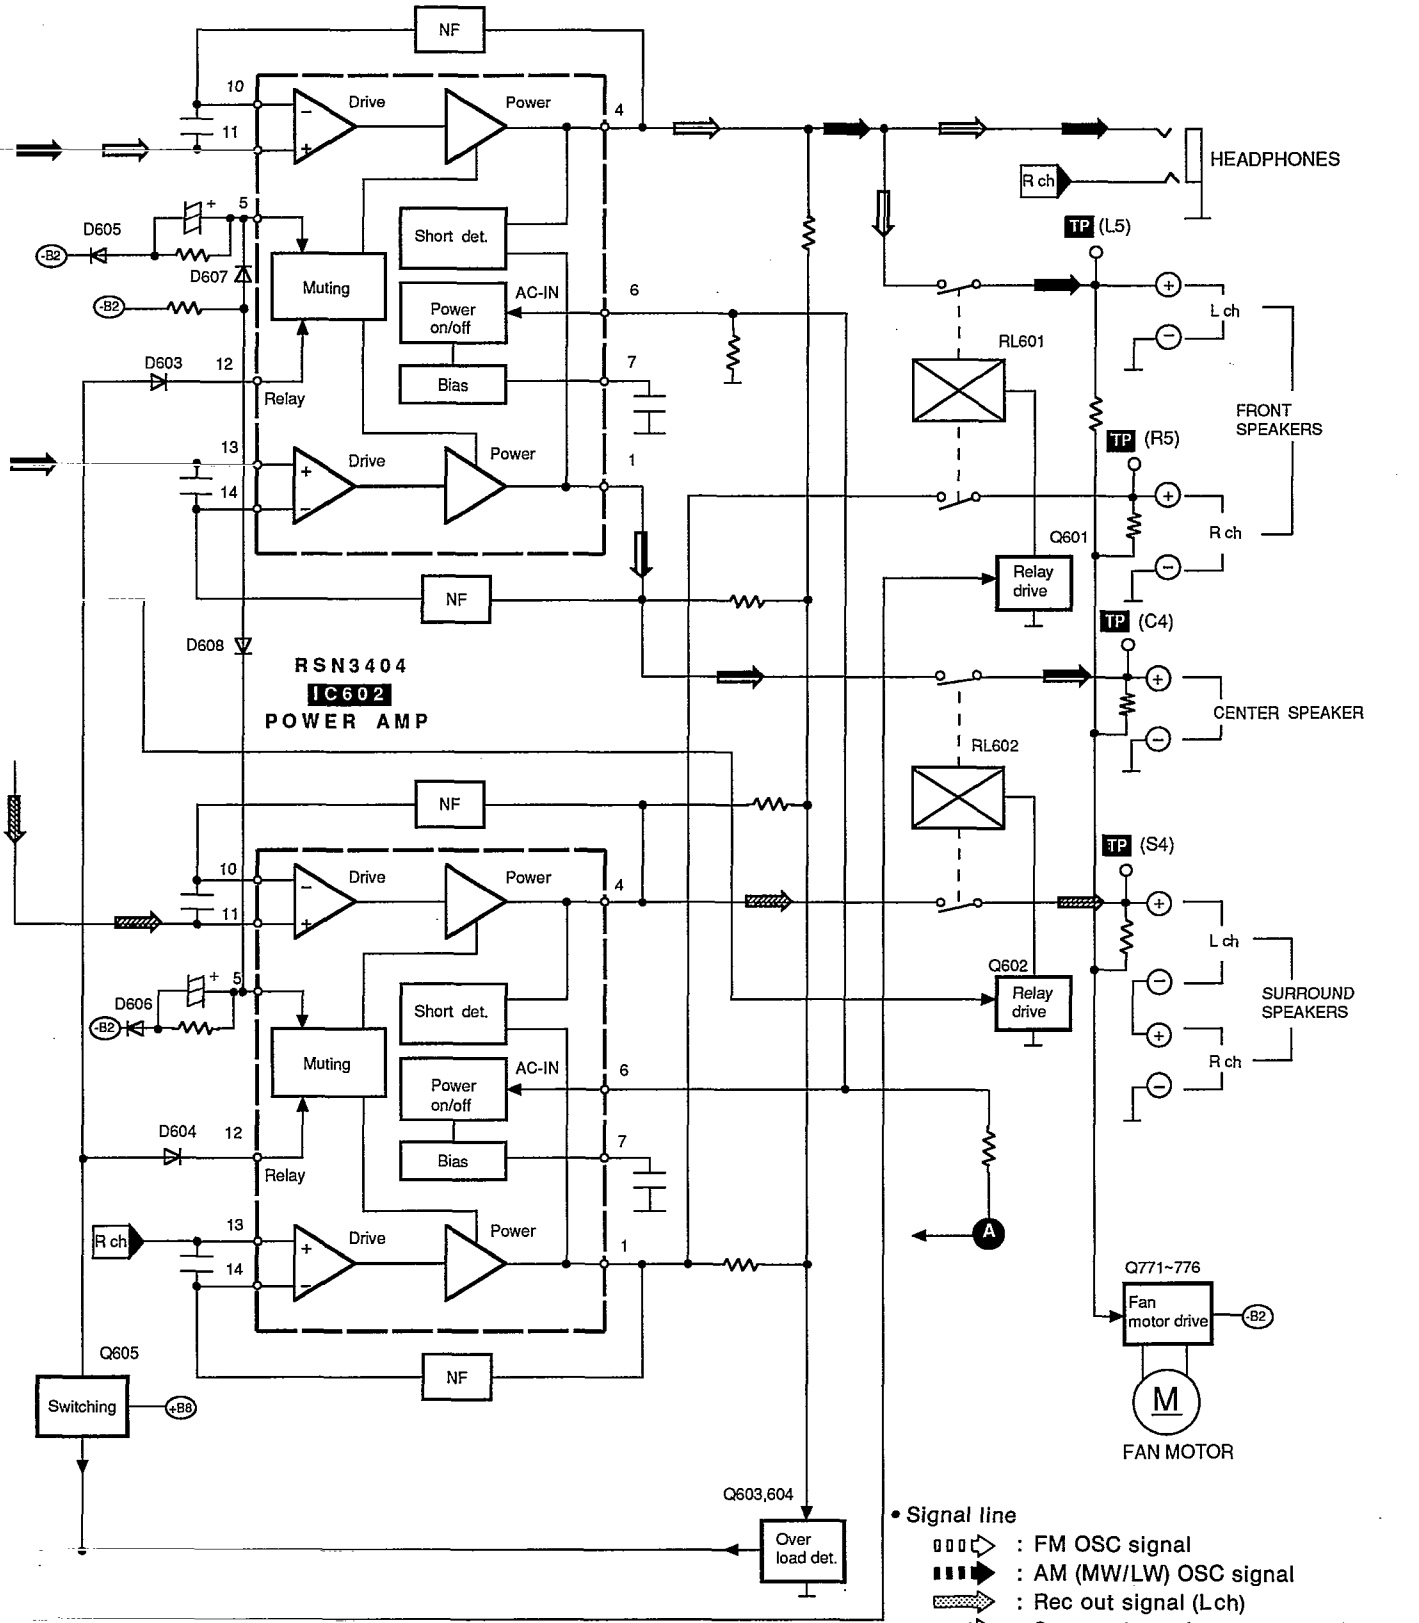 NF
10
Drive
Power
4
11
−
+
HEADPHONES
R ch
+
5
D605
-B2
Short det.
TP (L5)
D607
Muting
AC-IN
6
+
L ch
-B2
Power
on/off
−
RL601
D603
12
7
Bias
Relay
FRONT
SPEAKERS
13
Drive
Power
1
TP (R5)
+
14
−
+
R ch
Q601
−
Relay
drive
NF
TP (C4)
D608
RSN3404
IC602
POWER AMP
+
CENTER SPEAKER
−
RL602
NF
TP (S4)
10
Drive
Power
4
11
−
+
+
L ch
+
5
D606
-B2
Short det.
Q602
Relay
drive
−
SURROUND
SPEAKERS
Muting
AC-IN
6
+
R ch
Power
on/off
−
D604
12
7
Bias
Relay
13
Drive
Power
1
R ch
+
14
−
A
Q771~776
Fan
motor drive
-B2
Q605
NF
Switching
+B8
M
FAN MOTOR
Q603,604
Over
load det.
• Signal line
: FM OSC signal
: AM (MW/LW) OSC signal
: Rec out signal (Lch)